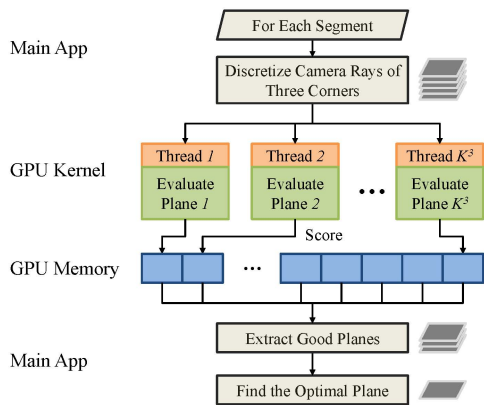 For Each Segment
Main App
Discretize Camera Rays of
Three Corners
Thread 1
Thread 2
Thread K³
GPU Kernel
Evaluate
Plane 1
Evaluate
Plane 2
...
Evaluate
Plane K³
Score
GPU Memory
...
Extract Good Planes
Main App
Find the Optimal Plane